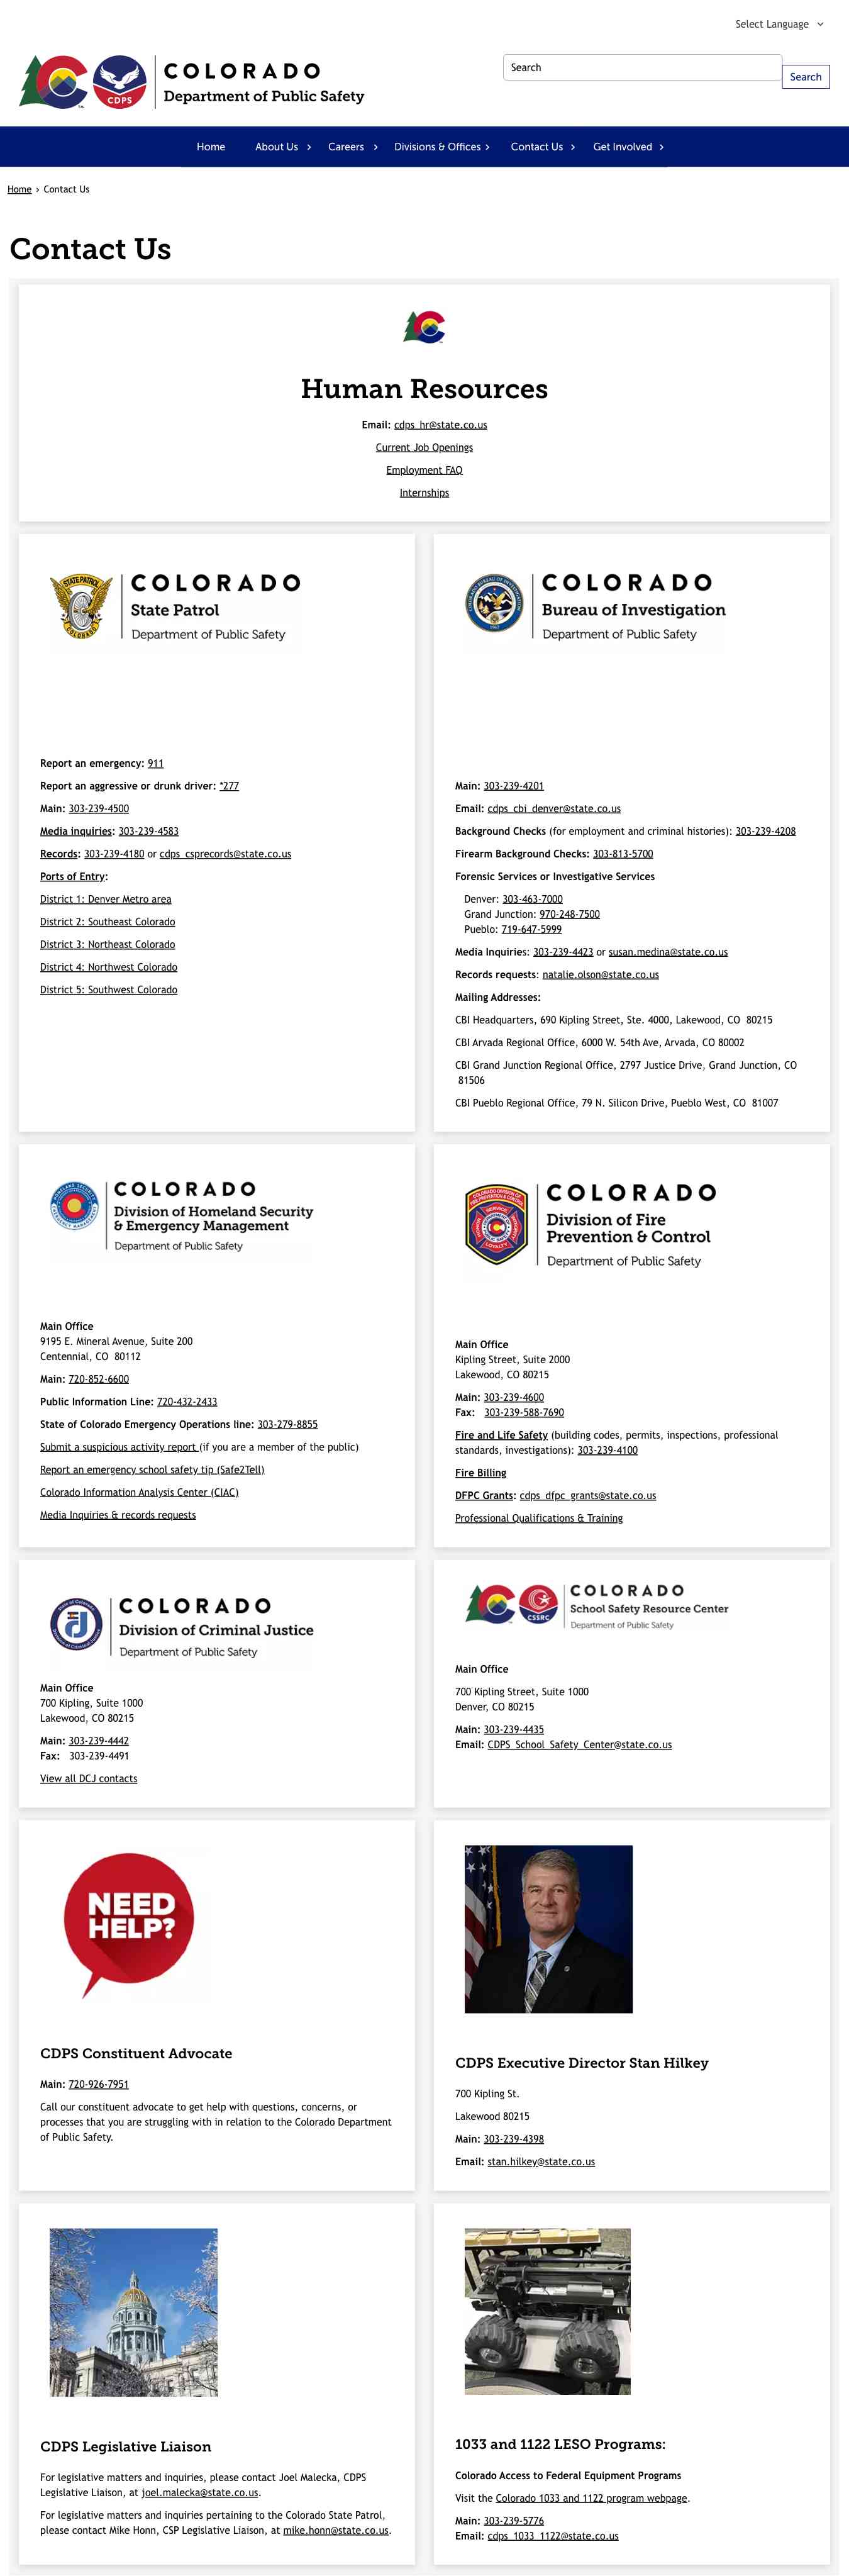 Select Language
CDPS
COLORADO
Department of Public Safety
Search
Search
Home
About Us
Careers
Divisions & Offices
Contact Us
Get Involved
Home › Contact Us
Contact Us
Human Resources
Email: cdps_hr@state.co.us
Current Job Openings
Employment FAQ
Internships
STATE PATROL
COLORADO
COLORADO
State Patrol
Department of Public Safety
Report an emergency: 911
Report an aggressive or drunk driver: *277
Main: 303-239-4500
Media inquiries: 303-239-4583
Records: 303-239-4180 or cdps_csprecords@state.co.us
Ports of Entry:
District 1: Denver Metro area
District 2: Southeast Colorado
District 3: Northeast Colorado
District 4: Northwest Colorado
District 5: Southwest Colorado
COLORADO BUREAU OF INVESTIGATION
COLORADO
Bureau of Investigation
Department of Public Safety
Main: 303-239-4201
Email: cdps_cbi_denver@state.co.us
Background Checks (for employment and criminal histories): 303-239-4208
Firearm Background Checks: 303-813-5700
Forensic Services or Investigative Services
Denver: 303-463-7000
Grand Junction: 970-248-7500
Pueblo: 719-647-5999
Media Inquiries: 303-239-4423 or susan.medina@state.co.us
Records requests: natalie.olson@state.co.us
Mailing Addresses:
CBI Headquarters, 690 Kipling Street, Ste. 4000, Lakewood, CO  80215
CBI Arvada Regional Office, 6000 W. 54th Ave, Arvada, CO 80002
CBI Grand Junction Regional Office, 2797 Justice Drive, Grand Junction, CO
81506
CBI Pueblo Regional Office, 79 N. Silicon Drive, Pueblo West, CO  81007
COLORADO
Division of Homeland Security
& Emergency Management
Department of Public Safety
Main Office
9195 E. Mineral Avenue, Suite 200
Centennial, CO  80112
Main: 720-852-6600
Public Information Line: 720-432-2433
State of Colorado Emergency Operations line: 303-279-8855
Submit a suspicious activity report (if you are a member of the public)
Report an emergency school safety tip (Safe2Tell)
Colorado Information Analysis Center (CIAC)
Media Inquiries & records requests
COLORADO DIVISION OF
FIRE PREVENTION & CONTROL
SERVICE
LOYALTY
COLORADO
Division of Fire
Prevention & Control
Department of Public Safety
Main Office
Kipling Street, Suite 2000
Lakewood, CO 80215
Main: 303-239-4600
Fax:   303-239-588-7690
Fire and Life Safety (building codes, permits, inspections, professional
standards, investigations): 303-239-4100
Fire Billing
DFPC Grants: cdps_dfpc_grants@state.co.us
Professional Qualifications & Training
State of Colorado
Division of Criminal Justice
COLORADO
Division of Criminal Justice
Department of Public Safety
Main Office
700 Kipling, Suite 1000
Lakewood, CO 80215
Main: 303-239-4442
Fax:   303-239-4491
View all DCJ contacts
CSSRC
COLORADO
School Safety Resource Center
Department of Public Safety
Main Office
700 Kipling Street, Suite 1000
Denver, CO 80215
Main: 303-239-4435
Email: CDPS_School_Safety_Center@state.co.us
NEED
HELP?
CDPS Constituent Advocate
Main: 720-926-7951
Call our constituent advocate to get help with questions, concerns, or
processes that you are struggling with in relation to the Colorado Department
of Public Safety.
CDPS Executive Director Stan Hilkey
700 Kipling St.
Lakewood 80215
Main: 303-239-4398
Email: stan.hilkey@state.co.us
CDPS Legislative Liaison
For legislative matters and inquiries, please contact Joel Malecka, CDPS
Legislative Liaison, at joel.malecka@state.co.us.
For legislative matters and inquiries pertaining to the Colorado State Patrol,
please contact Mike Honn, CSP Legislative Liaison, at mike.honn@state.co.us.
1033 and 1122 LESO Programs:
Colorado Access to Federal Equipment Programs
Visit the Colorado 1033 and 1122 program webpage.
Main: 303-239-5776
Email: cdps_1033_1122@state.co.us